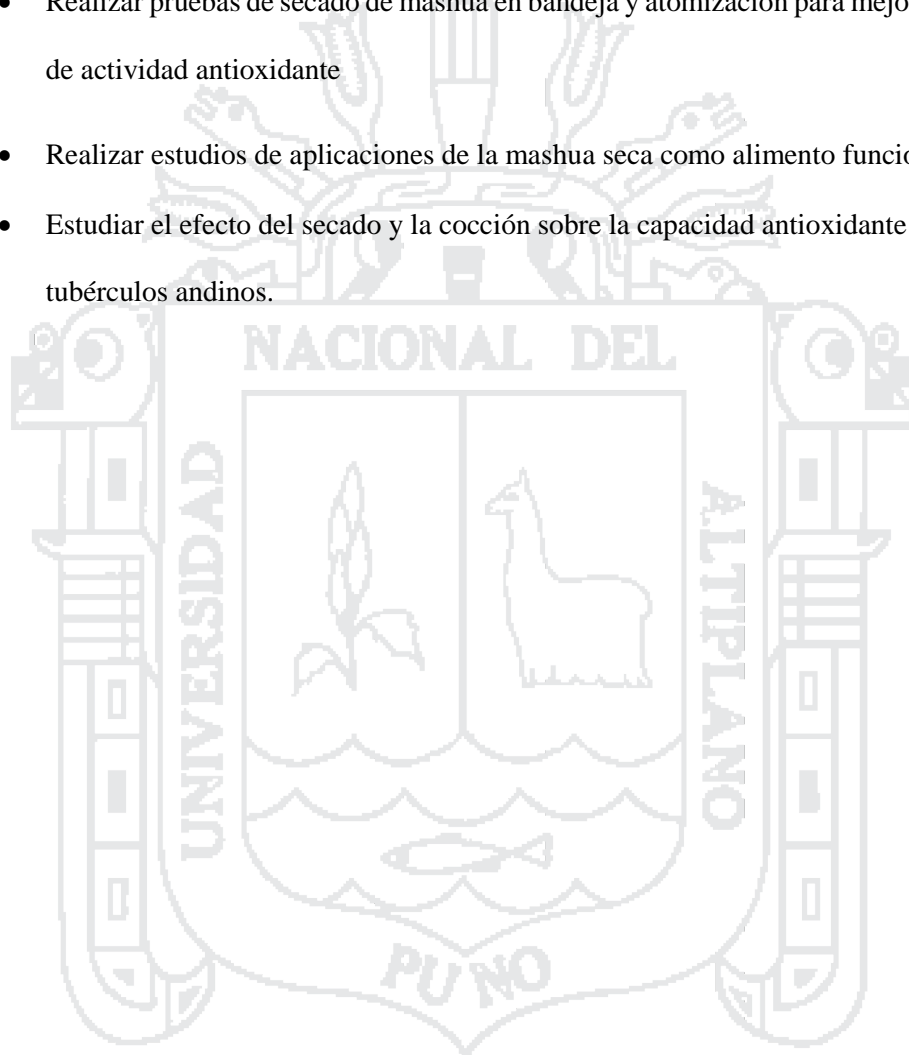 • Realizar pruebas de secado de mashua en bandeja y atomización para
de actividad antioxidante
• Realizar estudios de aplicaciones de la mashua seca como alimento
• Estudiar el efecto del secado y la cocción sobre la capacidad antioxidante
tubérculos andinos.
NACIONAL DEL
UNIVERSIDAD
ALTIPLANO
PUNO